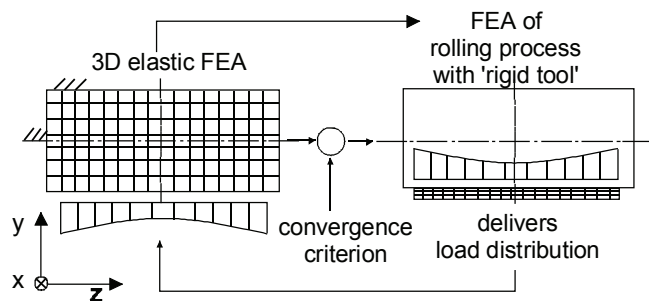 3D elastic FEA
FEA of
rolling process
with 'rigid tool'
convergence
criterion
delivers
load distribution
y
x
z